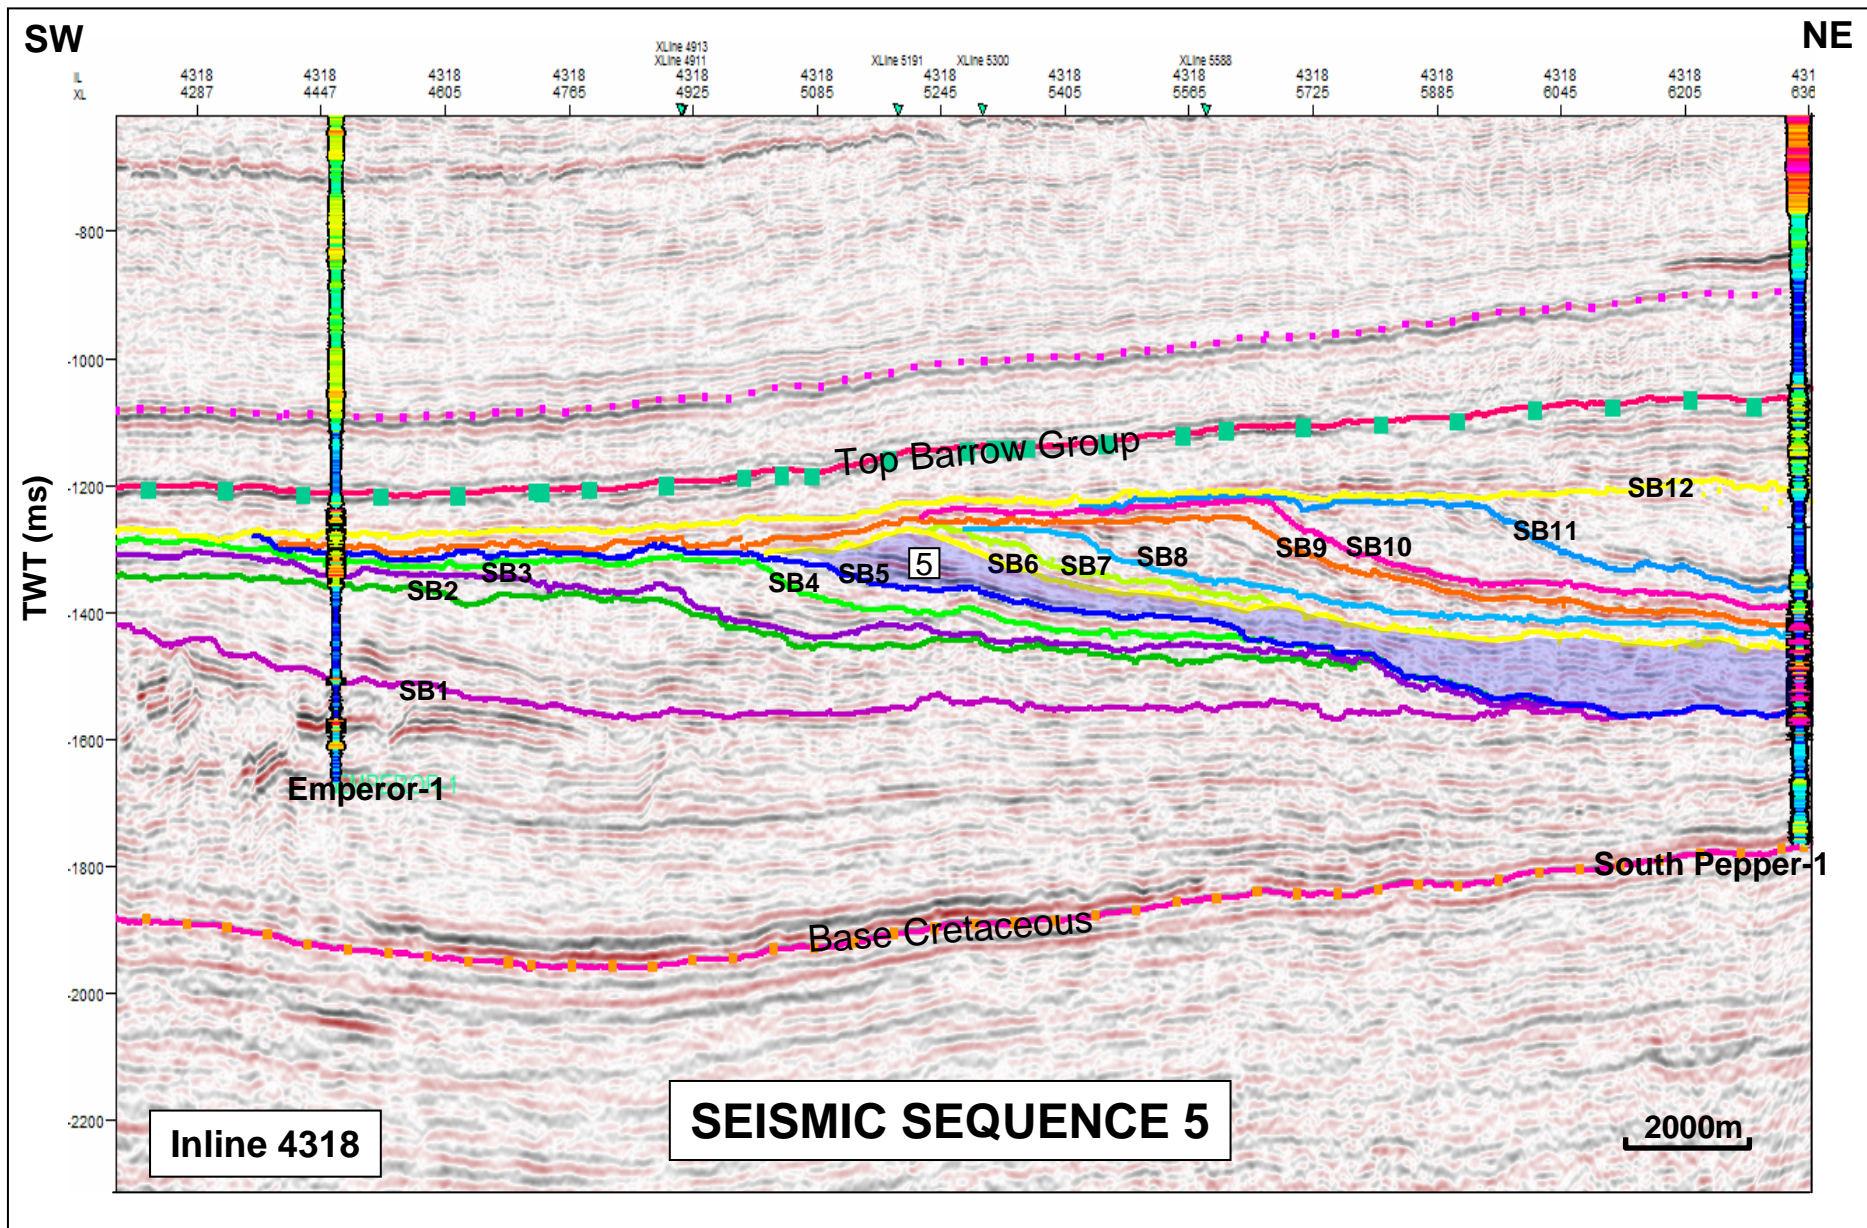 SW
NE
XLine 4913
XLine 4911 XLine 5191 XLine 5300 XLine 5588
IL 4318 4318 4318 4318 4318 4318 4318 4318 4318 4318 4318 4318 4318 431
XL 4287 4447 4605 4765 4925 5085 5245 5405 5565 5725 5885 6045 6205 636
-800
-1000
Top Barrow Group
-1200
SB12
SB11
TWT (ms)
5
SB9 SB10
SB2 SB3 SB4 SB5 SB6 SB7 SB8
-1400
SB1
-1600
Emperor-1
-1800
South Pepper-1
Base Cretaceous
-2000
-2200
SEISMIC SEQUENCE 5
Inline 4318
2000m